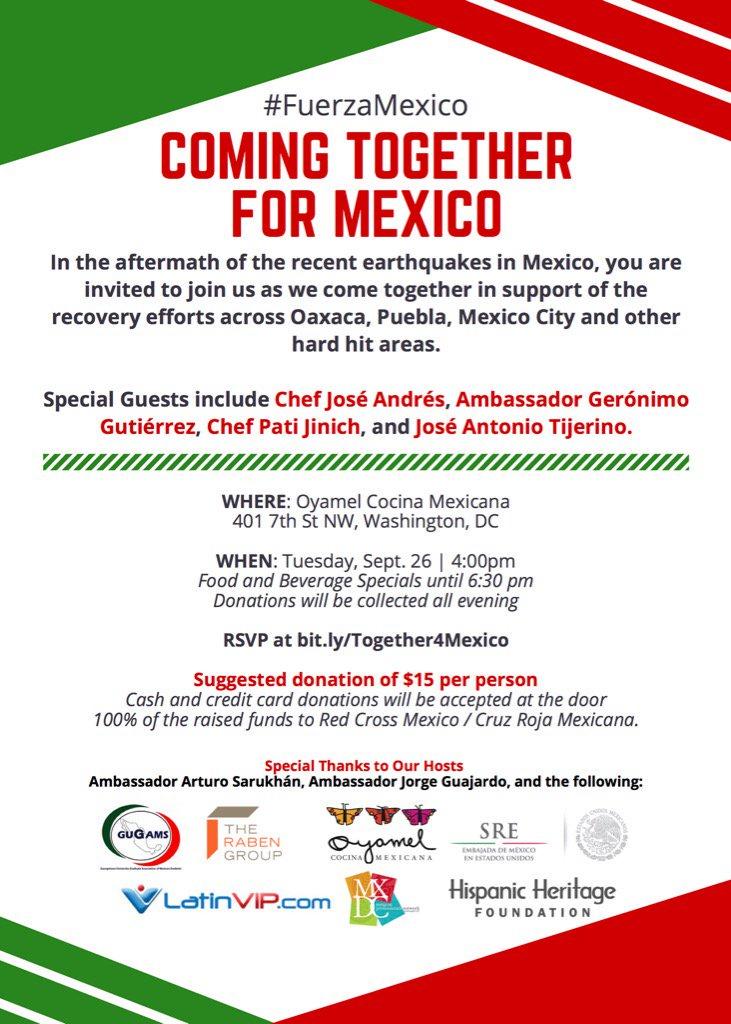 #FuerzaMexico
COMING TOGETHER
FOR MEXICO
In the aftermath of the recent earthquakes in Mexico, you are
invited to join us as we come together in support of the
recovery efforts across Oaxaca, Puebla, Mexico City and other
hard hit areas.
Special Guests include Chef José Andrés, Ambassador Gerónimo
Gutiérrez, Chef Pati Jinich, and José Antonio Tijerino.
WHERE: Oyamel Cocina Mexicana
401 7th St NW, Washington, DC
WHEN: Tuesday, Sept. 26 | 4:00pm
Food and Beverage Specials until 6:30 pm
Donations will be collected all evening
RSVP at bit.ly/Together4Mexico
Suggested donation of $15 per person
Cash and credit card donations will be accepted at the door
100% of the raised funds to Red Cross Mexico / Cruz Roja Mexicana.
Special Thanks to Our Hosts
Ambassador Arturo Sarukhán, Ambassador Jorge Guajardo, and the following:
GUGAMS
THE
RABEN
GROUP
Oyamel
COCINA MEXICANA
SRE
EMBAJADA DE MÉXICO
EN ESTADOS UNIDOS
LatinVIP.com
MX
DC
Hispanic Heritage
FOUNDATION